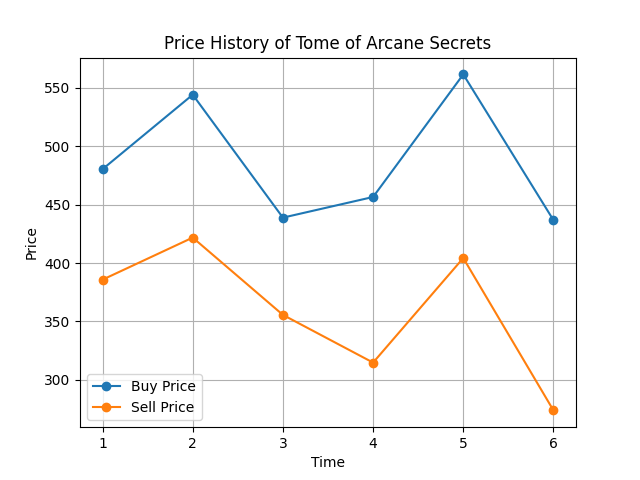 Price History of Tome of Arcane Secrets
550
500
450
400
350
300
Price
Buy Price
Sell Price
1 2 3 4 5 6
Time